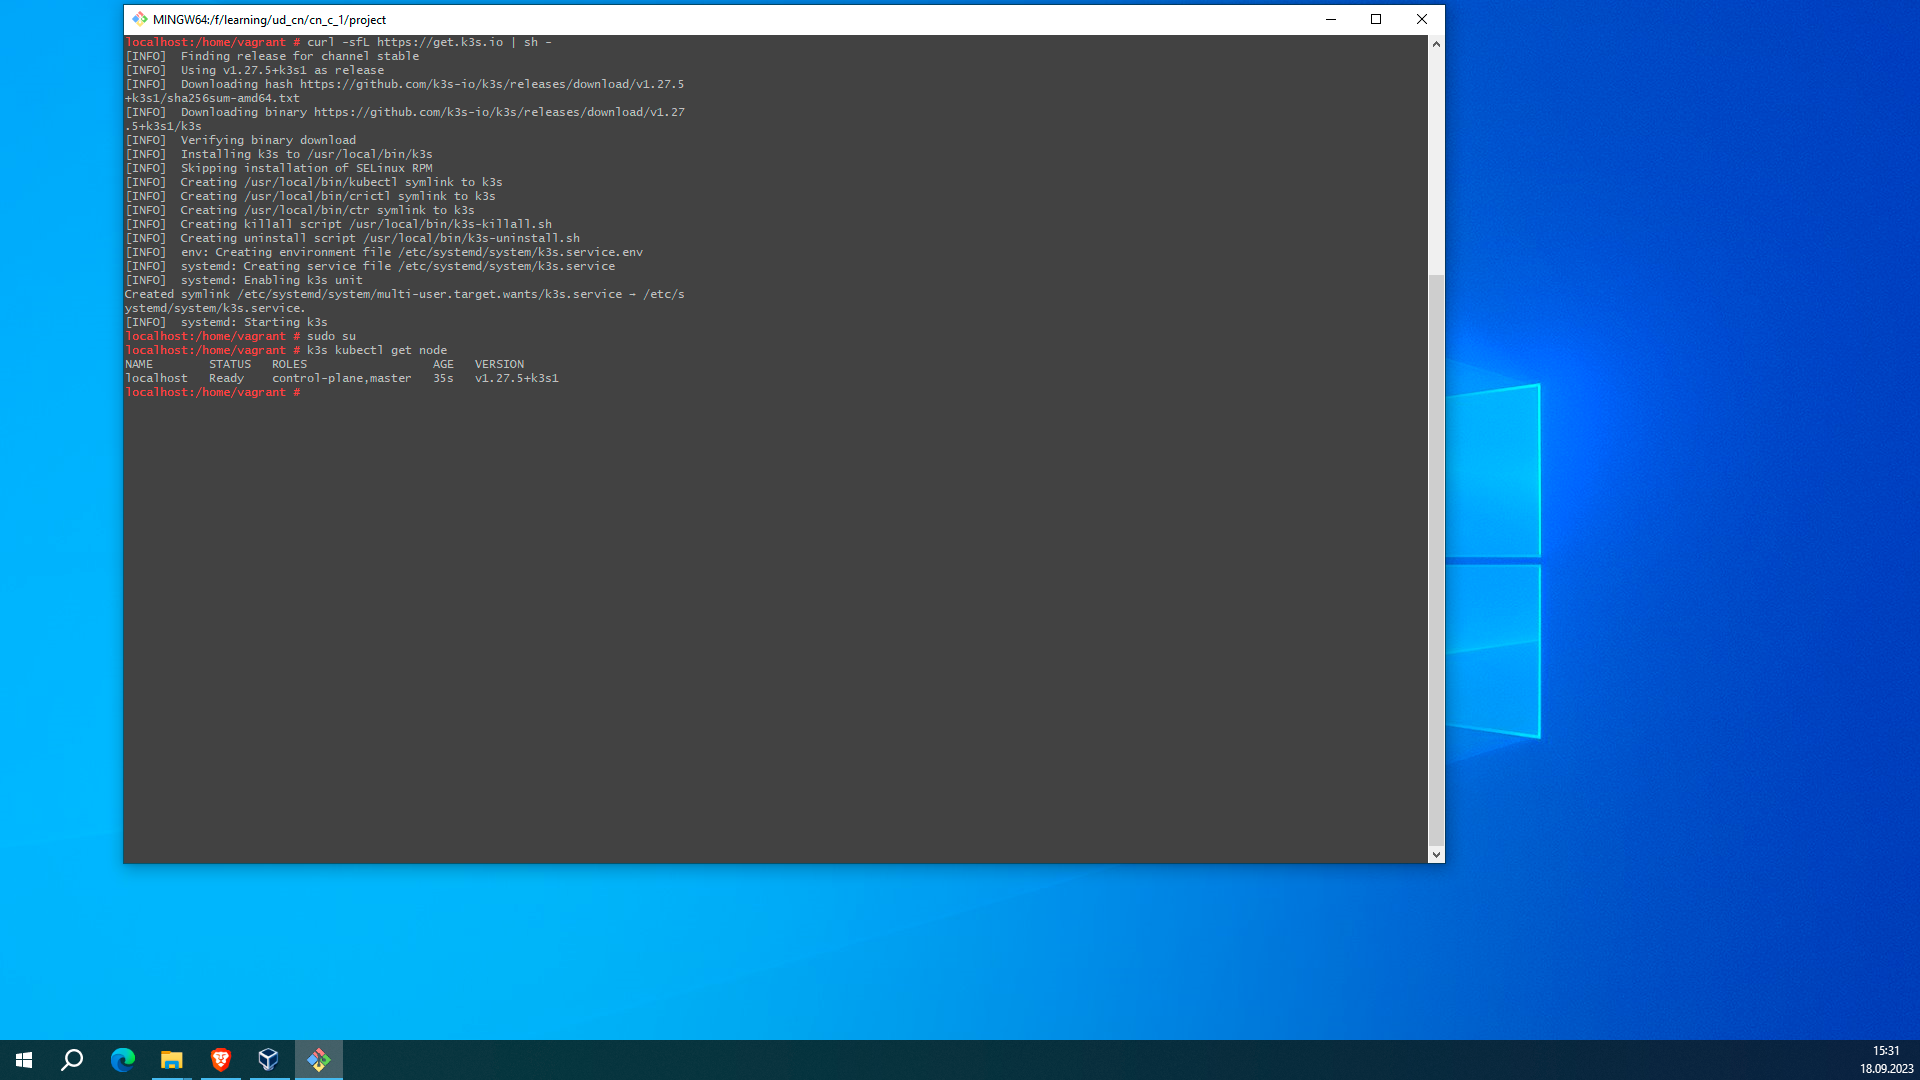 MINGW64:/f/learning/ud_cn/cn_c_1/project
localhost:/home/vagrant # curl -sfL https://get.k3s.io | sh -
[INFO]  Finding release for channel stable
[INFO]  Using v1.27.5+k3s1 as release
[INFO]  Downloading hash https://github.com/k3s-io/k3s/releases/download/v1.27.5
+k3s1/sha256sum-amd64.txt
[INFO]  Downloading binary https://github.com/k3s-io/k3s/releases/download/v1.27
.5+k3s1/k3s
[INFO]  Verifying binary download
[INFO]  Installing k3s to /usr/local/bin/k3s
[INFO]  Skipping installation of SELinux RPM
[INFO]  Creating /usr/local/bin/kubectl symlink to k3s
[INFO]  Creating /usr/local/bin/crictl symlink to k3s
[INFO]  Creating /usr/local/bin/ctr symlink to k3s
[INFO]  Creating killall script /usr/local/bin/k3s-killall.sh
[INFO]  Creating uninstall script /usr/local/bin/k3s-uninstall.sh
[INFO]  env: Creating environment file /etc/systemd/system/k3s.service.env
[INFO]  systemd: Creating service file /etc/systemd/system/k3s.service
[INFO]  systemd: Enabling k3s unit
Created symlink /etc/systemd/system/multi-user.target.wants/k3s.service → /etc/s
ystemd/system/k3s.service.
[INFO]  systemd: Starting k3s
localhost:/home/vagrant # sudo su
localhost:/home/vagrant # k3s kubectl get node
NAME        STATUS   ROLES                  AGE   VERSION
localhost   Ready    control-plane,master   35s   v1.27.5+k3s1
localhost:/home/vagrant #
15:31
18.09.2023